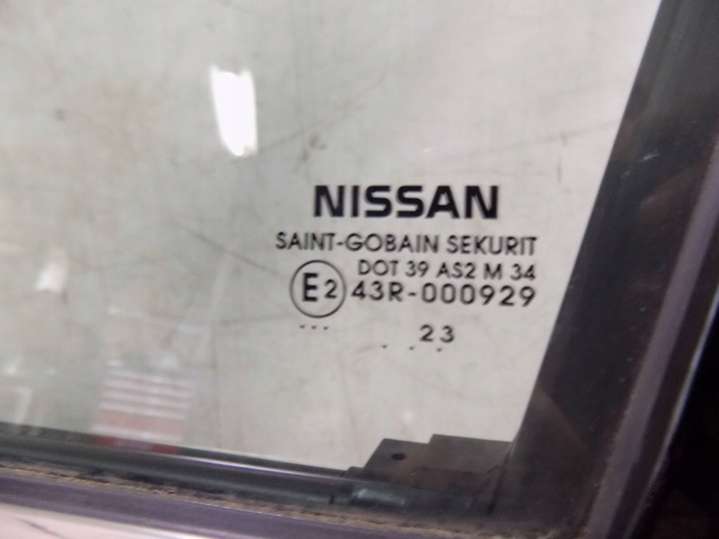 NISSAN
SAINT-GOBAIN SEKURIT
DOT 39 AS2 M 34
E2 43R-000929
... 23
. . ..